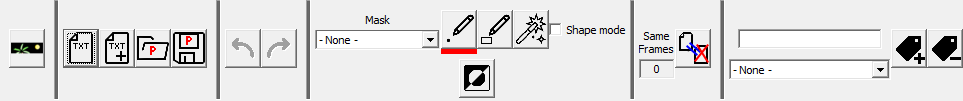 Mask
- None -
Shape mode
TXT
TXT
P
P
Same
Frames
0
- None -